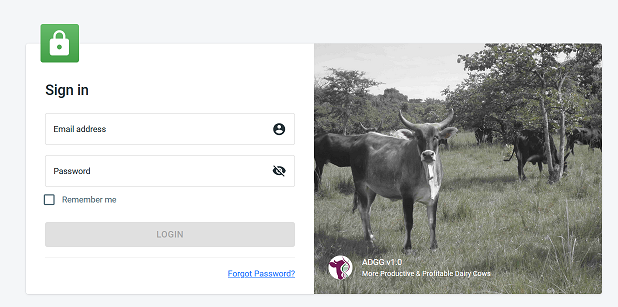 Sign in
Email address
Password
Remember me
LOGIN
Forgot Password?
ADGG v1.0
More Productive & Profitable Dairy Cows